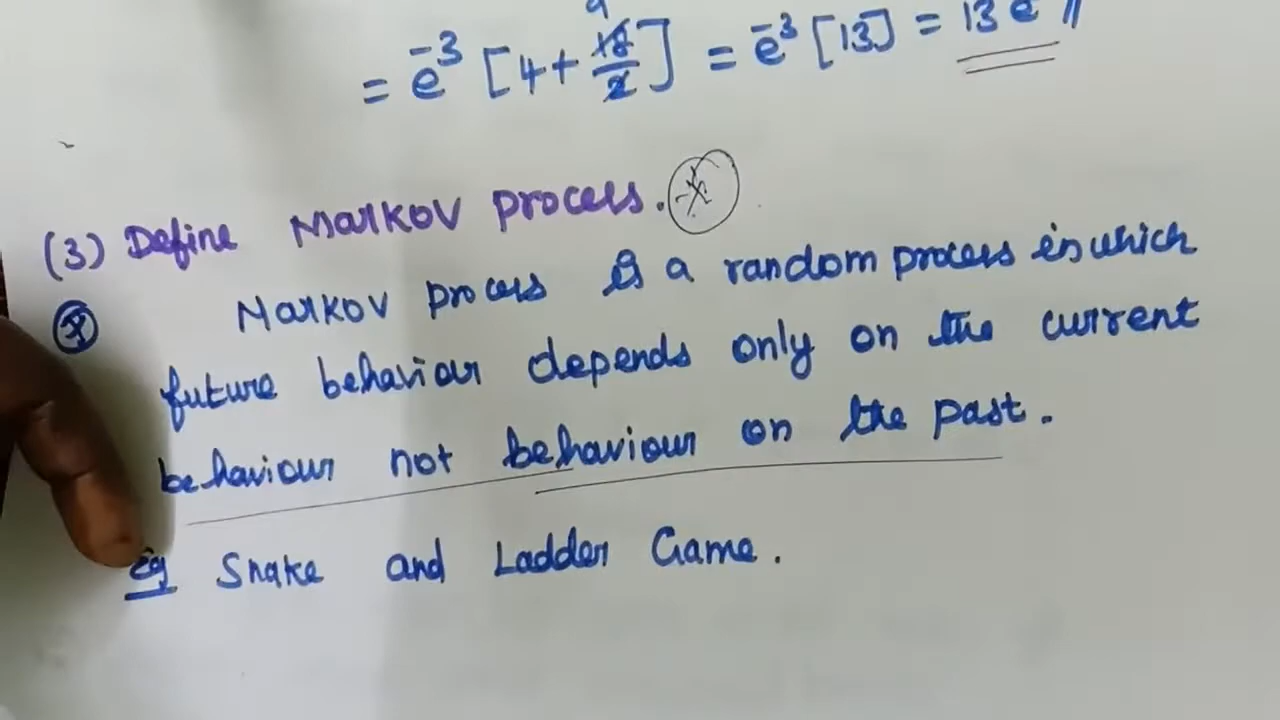 = e⁻³ [4 + 18/2] = e⁻³ [13] = 13 e
9
(3) Define Markov process.
Markov process is a random process in which
future behaviour depends only on the current
behaviour not behaviour on the past.
Eg Snake and Ladder Game.